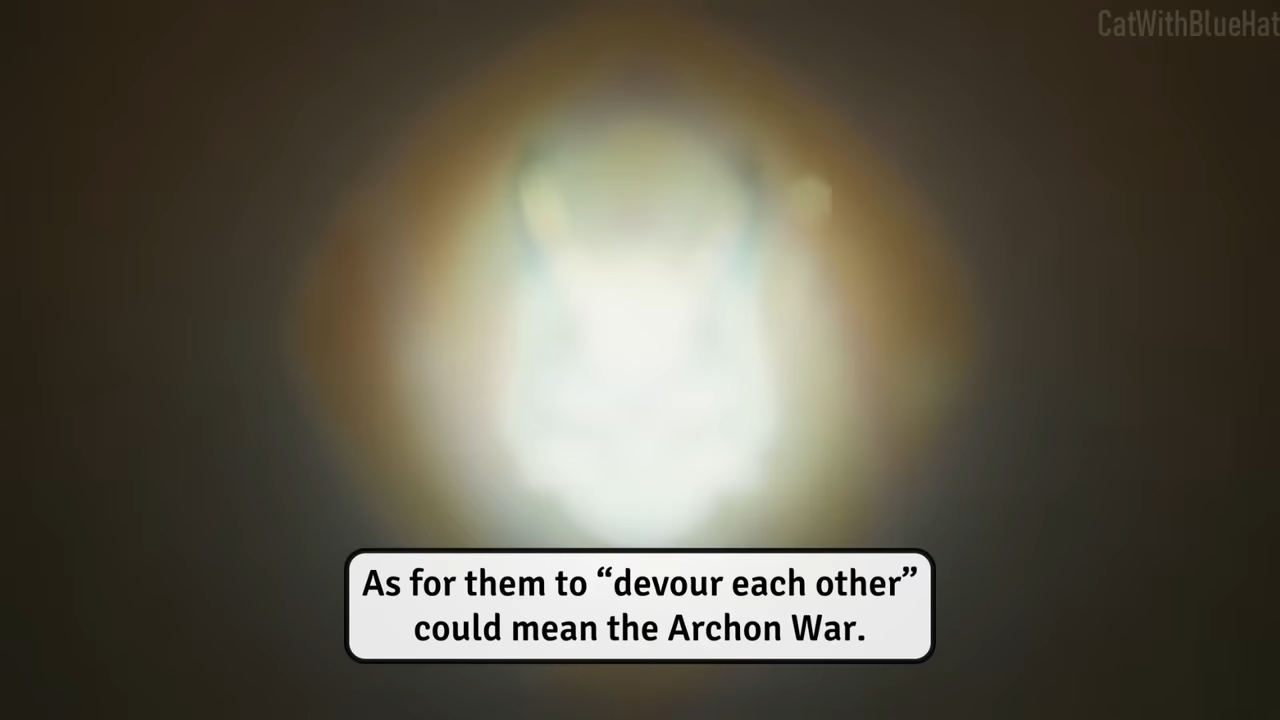 CatWithBlueHat
As for them to “devour each other”
could mean the Archon War.